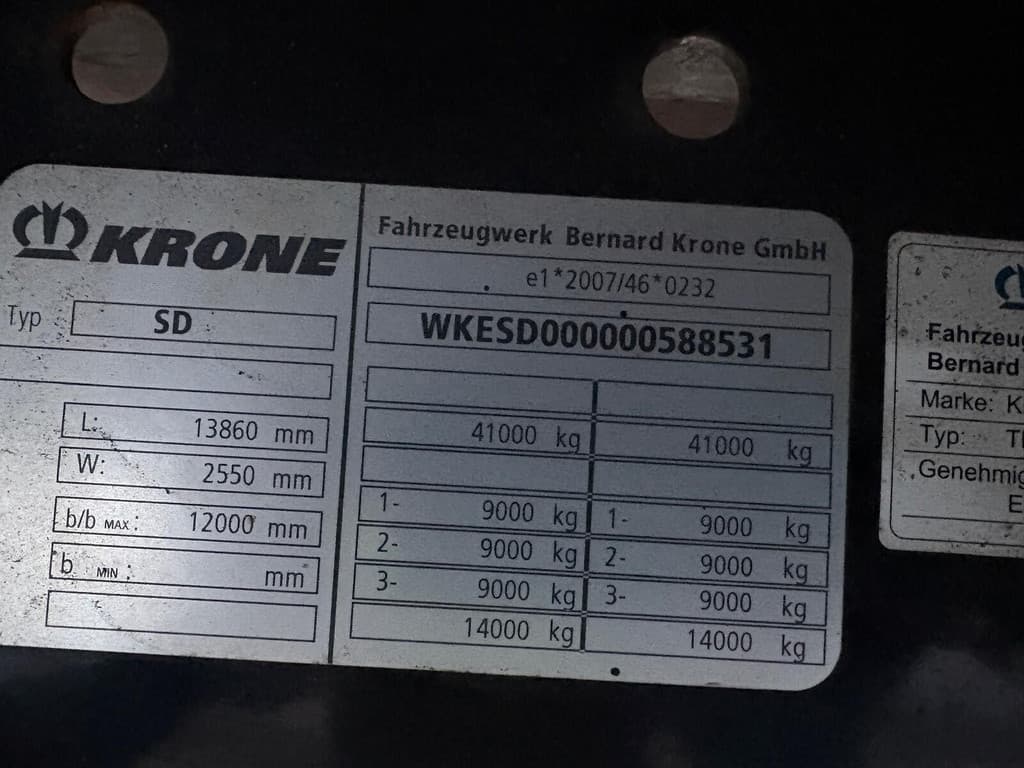 KRONE
Typ SD
L: 13860 mm
W: 2550 mm
b/b MAX: 12000 mm
b MIN: mm
Fahrzeugwerk Bernard Krone GmbH
e1*2007/46*0232
WKESD000000588531
41000 kg 41000 kg
1- 9000 kg 1- 9000 kg
2- 9000 kg 2- 9000 kg
3- 9000 kg 3- 9000 kg
14000 kg 14000 kg
Bernard
Marke:
Typ: